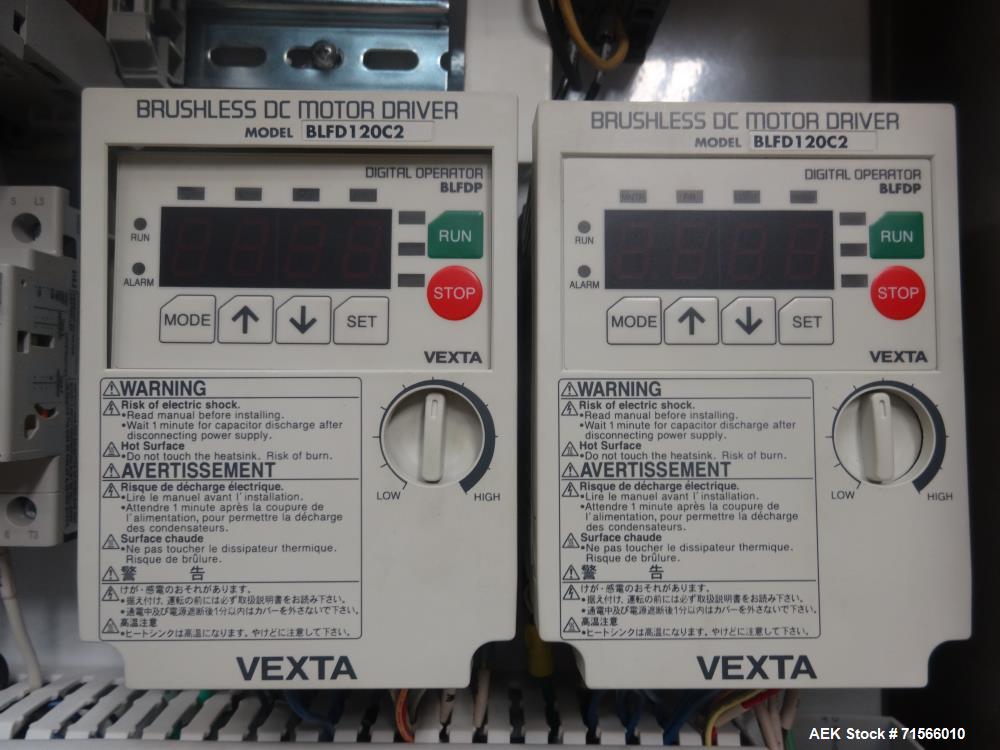 BRUSHLESS DC MOTOR DRIVER
MODEL BLFD120C2
DIGITAL OPERATOR
BLFDP
RUN
ALARM
RUN
STOP
MODE
SET
VEXTA
WARNING
Risk of electric shock.
•Read manual before installing.
•Wait 1 minute for capacitor discharge after
disconnecting power supply.
Hot Surface
•Do not touch the heatsink. Risk of burn.
AVERTISSEMENT
Risque de décharge électrique.
•Lire le manuel avant l'installation.
•Attendre 1 minute après la coupure de
l'alimentation, pour permettre la décharge
des condensateurs.
Surface chaude
•Ne pas toucher le dissipateur thermique.
Risque de brûlure.
警 告
けが・感電のおそれがあります。
•据え付け、運転の前には必ず取扱説明書をお読み下さい。
•通電中及び電源遮断後1分以内はカバーを外さないで下さい。
高温注意
•ヒートシンクは高温になります。やけどに注意して下さい。
LOW
HIGH
VEXTA
BRUSHLESS DC MOTOR DRIVER
MODEL BLFD120C2
DIGITAL OPERATOR
BLFDP
RUN
ALARM
RUN
STOP
MODE
SET
VEXTA
WARNING
Risk of electric shock.
•Read manual before installing.
•Wait 1 minute for capacitor discharge after
disconnecting power supply.
Hot Surface
•Do not touch the heatsink. Risk of burn.
AVERTISSEMENT
Risque de décharge électrique.
•Lire le manuel avant l'installation.
•Attendre 1 minute après la coupure de
l'alimentation, pour permettre la décharge
des condensateurs.
Surface chaude
•Ne pas toucher le dissipateur thermique.
Risque de brûlure.
警 告
けが・感電のおそれがあります。
•据え付け、運転の前には必ず取扱説明書をお読み下さい。
•通電中及び電源遮断後1分以内はカバーを外さないで下さい。
高温注意
•ヒートシンクは高温になります。やけどに注意して下さい。
LOW
HIGH
VEXTA
S L3
6 T3
AEK Stock #71566010